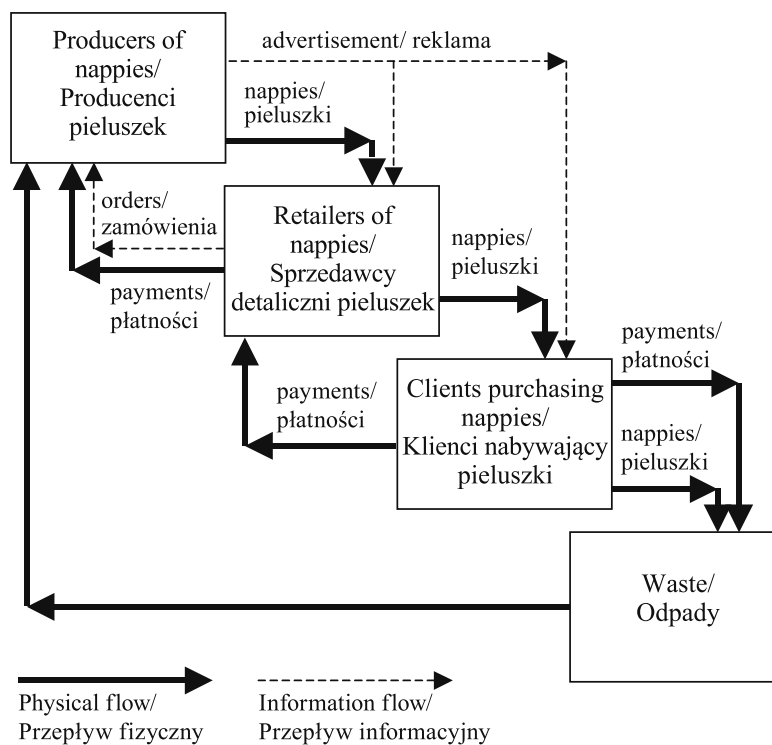 Producers of
nappies/
Producenci
pieluszek
advertisement/ reklama
nappies/
pieluszki
orders/
zamówienia
payments/
płatności
Retailers of
nappies/
Sprzedawcy
detaliczni pieluszek
nappies/
pieluszki
payments/
płatności
Clients purchasing
nappies/
Klienci nabywający
pieluszki
payments/
płatności
nappies/
pieluszki
Waste/
Odpady
Physical flow/
Przepływ fizyczny
Information flow/
Przepływ informacyjny